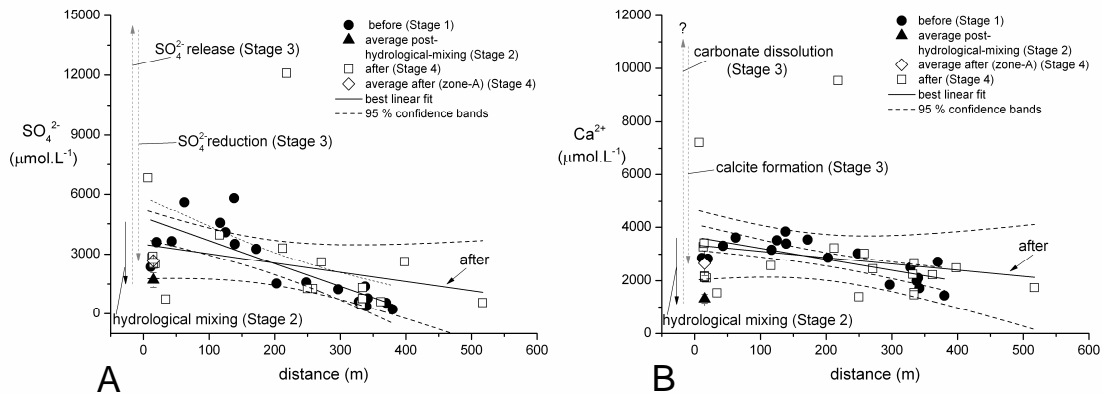 15000
12000
9000
6000
3000
0
SO₄²⁻
(μmol.L⁻¹)
SO₄²⁻ release (Stage 3)
SO₄²⁻ reduction (Stage 3)
before (Stage 1)
average post-
hydrological-mixing (Stage 2)
after (Stage 4)
average after (zone-A) (Stage 4)
best linear fit
95 % confidence bands
after
hydrological mixing (Stage 2)
0 100 200 300 400 500 600
distance (m)
A
12000
10000
8000
6000
4000
2000
0
Ca²⁺
(μmol.L⁻¹)
?
carbonate dissolution
(Stage 3)
calcite formation (Stage 3)
before (Stage 1)
average post-
hydrological-mixing (Stage 2)
average after (zone-A) (Stage 4)
after (Stage 4)
best linear fit
95 % confidence bands
after
hydrological mixing (Stage 2)
0 100 200 300 400 500 600
distance (m)
B